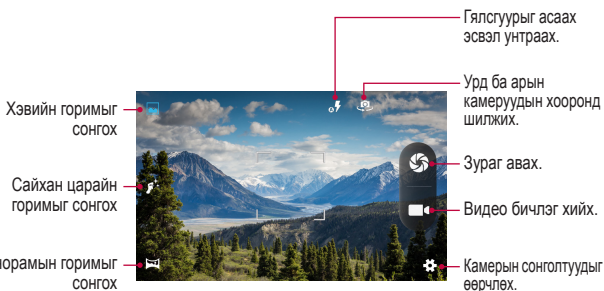 Гялсгуурыг асаах
эсвэл унтраах.
Урд ба арын
камеруудын хооронд
шилжих.
Хэвийн горимыг
сонгох
Зураг авах.
Сайхан царайн
горимыг сонгох
Видео бичлэг хийх.
горимыг
сонгох
Камерын сонголтуудыг
өөрчлөх.